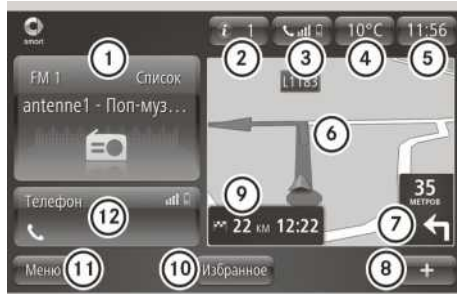 smart
i 1
10°C
11:56
1
2
3
4
5
FM 1 Список
antenne1 - Поп-муз...
L1183
6
9
22 км 12:22
35
МЕТРОВ
7
Телефон
12
Меню
11
10
Избранное
8
+